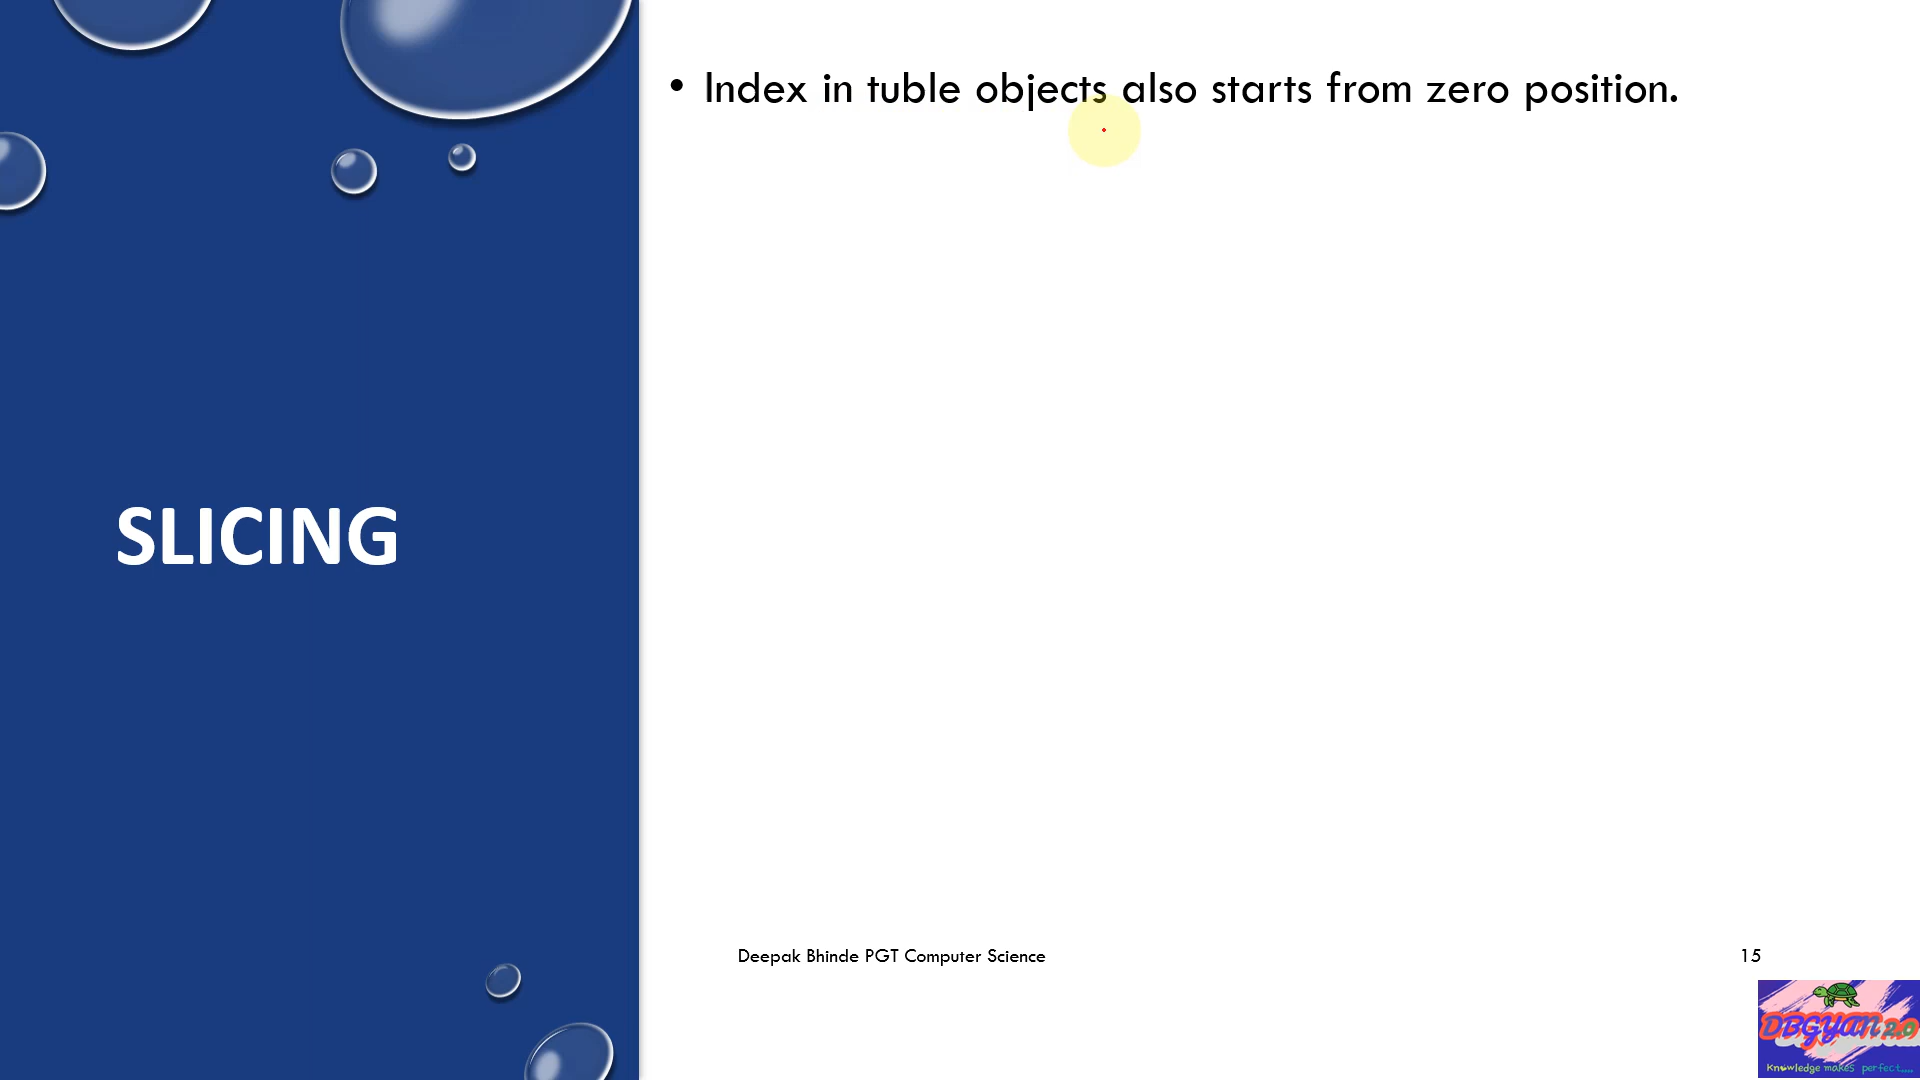 • Index in tuble objects also starts from zero position.
SLICING
Deepak Bhinde PGT Computer Science
15
DBGYAN 2.0
Knowledge makes perfect....